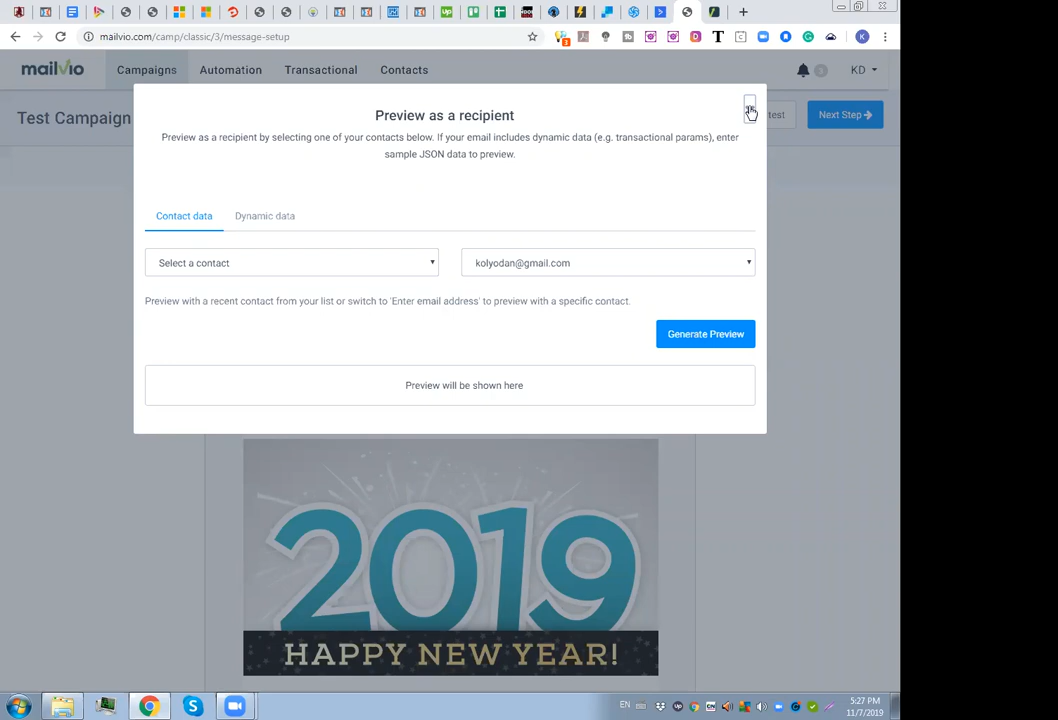 mailvio.com/camp/classic/3/message-setup
3
K
mailvio
Campaigns
Automation
Transactional
Contacts
KD
Test Campaign
test
Next Step
Preview as a recipient
Preview as a recipient by selecting one of your contacts below. If your email includes dynamic data (e.g. transactional params), enter
sample JSON data to preview.
Contact data
Dynamic data
Select a contact
kolyodan@gmail.com
Preview with a recent contact from your list or switch to 'Enter email address' to preview with a specific contact.
Generate Preview
Preview will be shown here
2019
HAPPY NEW YEAR!
EN
5:27 PM
11/7/2019